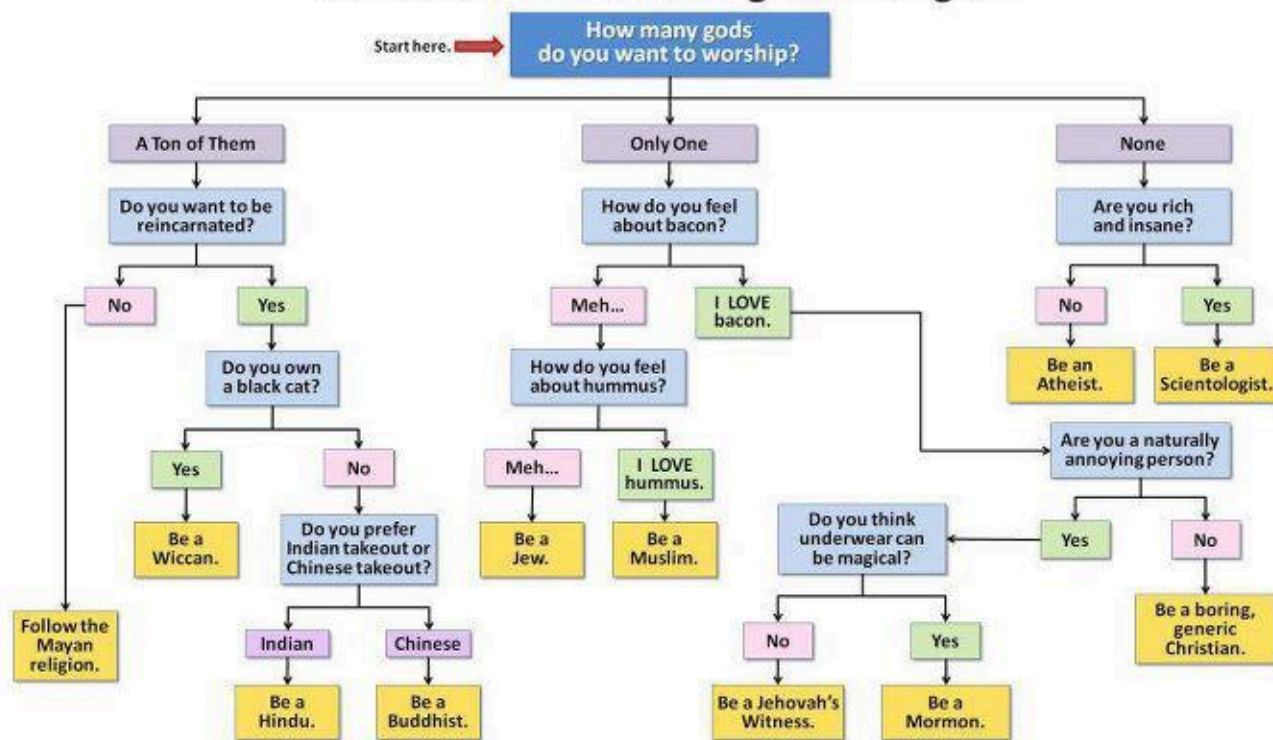 Start here.
How many gods
do you want to worship?
A Ton of Them
Only One
None
Do you want to be
reincarnated?
How do you feel
about bacon?
Are you rich
and insane?
No
Yes
Meh...
I LOVE
bacon.
No
Yes
Do you own
a black cat?
How do you feel
about hummus?
Be an
Atheist.
Be a
Scientologist.
Yes
No
Meh...
I LOVE
hummus.
Are you a naturally
annoying person?
Be a
Wiccan.
Do you prefer
Indian takeout or
Chinese takeout?
Be a
Jew.
Be a
Muslim.
Do you think
underwear can
be magical?
Yes
No
Follow the
Mayan
religion.
Indian
Chinese
No
Yes
Be a boring,
generic
Christian.
Be a
Hindu.
Be a
Buddhist.
Be a Jehovah's
Witness.
Be a
Mormon.